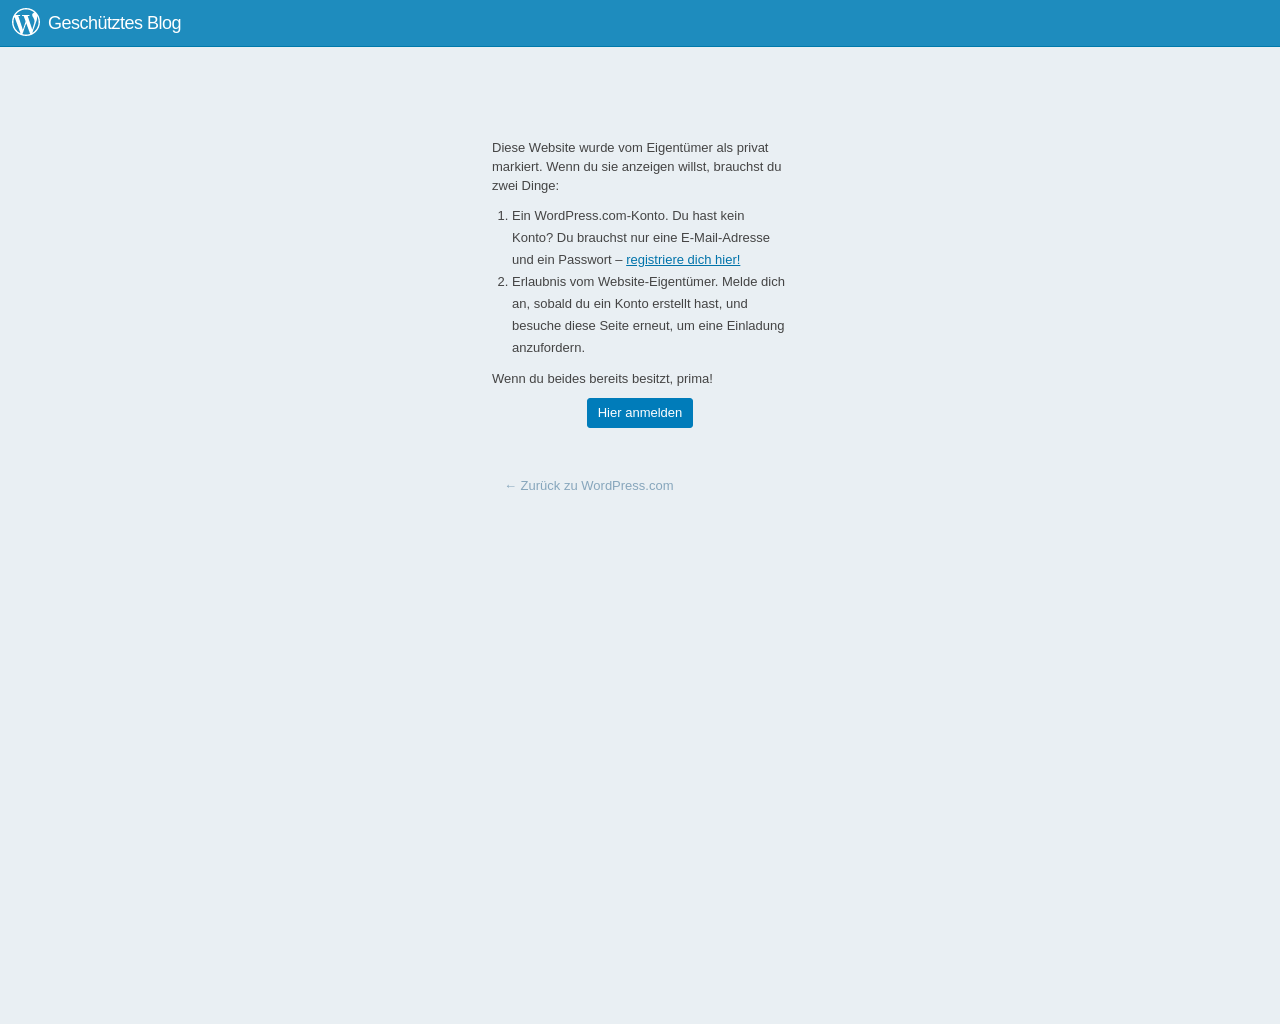 Geschütztes Blog
Diese Website wurde vom Eigentümer als privat
markiert. Wenn du sie anzeigen willst, brauchst du
zwei Dinge:
1. Ein WordPress.com-Konto. Du hast kein
Konto? Du brauchst nur eine E-Mail-Adresse
und ein Passwort – registriere dich hier!
2. Erlaubnis vom Website-Eigentümer. Melde dich
an, sobald du ein Konto erstellt hast, und
besuche diese Seite erneut, um eine Einladung
anzufordern.
Wenn du beides bereits besitzt, prima!
Hier anmelden
← Zurück zu WordPress.com